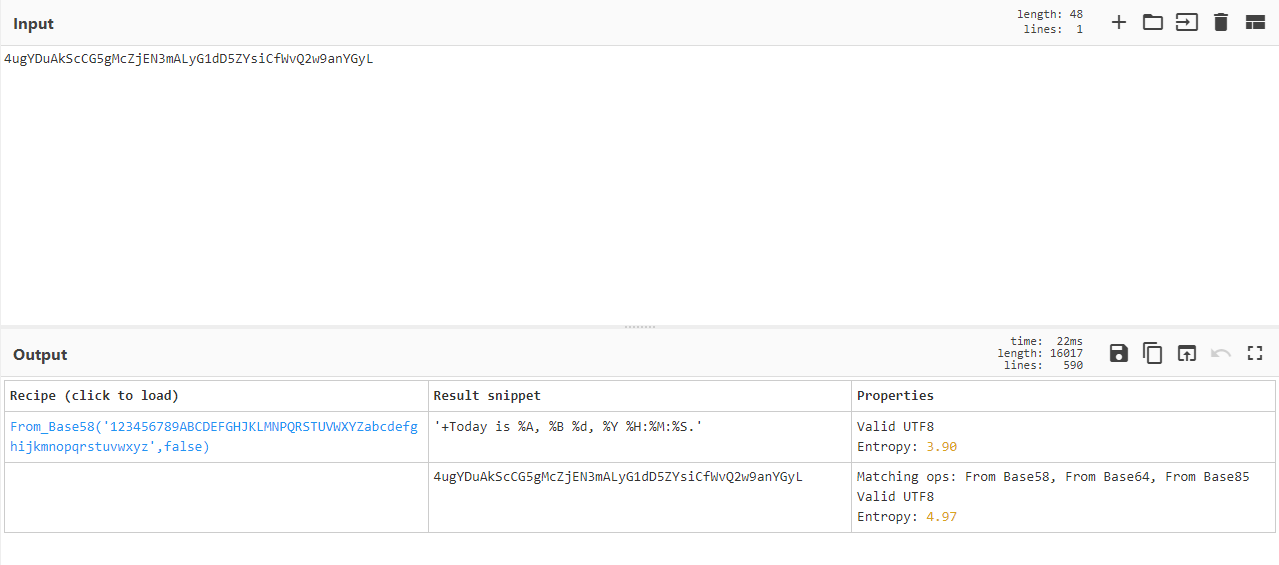 Input
length: 48
lines: 1
4ugYDuAkScCG5gMcZjEN3mALyG1dD5ZYsiCfWvQ2w9anYGyL
Output
time: 22ms
length: 16017
lines: 590
Recipe (click to load)
Result snippet
Properties
From_Base58('123456789ABCDEFGHJKLMNPQRSTUVWXYZabcdefg
hijkmnopqrstuvwxyz',false)
'+Today is %A, %B %d, %Y %H:%M:%S.'
Valid UTF8
Entropy: 3.90
4ugYDuAkScCG5gMcZjEN3mALyG1dD5ZYsiCfWvQ2w9anYGyL
Matching ops: From Base58, From Base64, From Base85
Valid UTF8
Entropy: 4.97